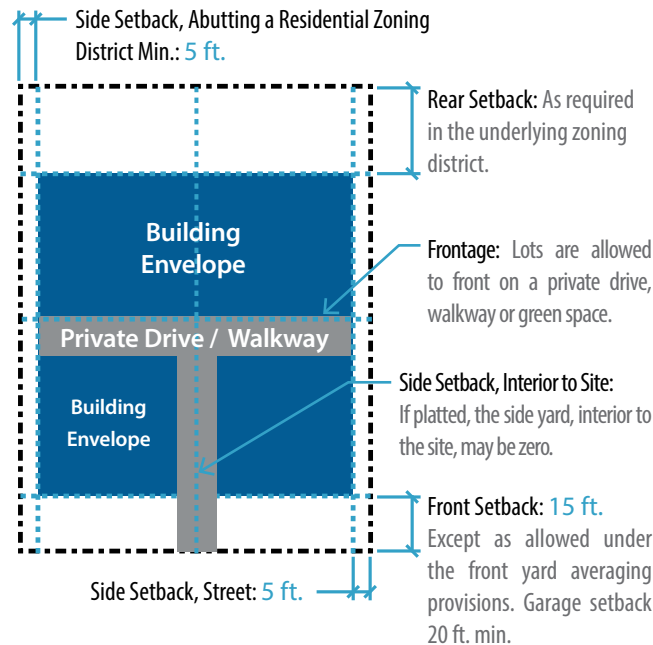 Side Setback, Abutting a Residential Zoning
District Min.: 5 ft.
Rear Setback: As required
in the underlying zoning
district.
Building
Envelope
Frontage: Lots are allowed
to front on a private drive,
walkway or green space.
Private Drive / Walkway
Side Setback, Interior to Site:
If platted, the side yard, interior to
the site, may be zero.
Building
Envelope
Front Setback: 15 ft.
Except as allowed under
the front yard averaging
provisions. Garage setback
20 ft. min.
Side Setback, Street: 5 ft.